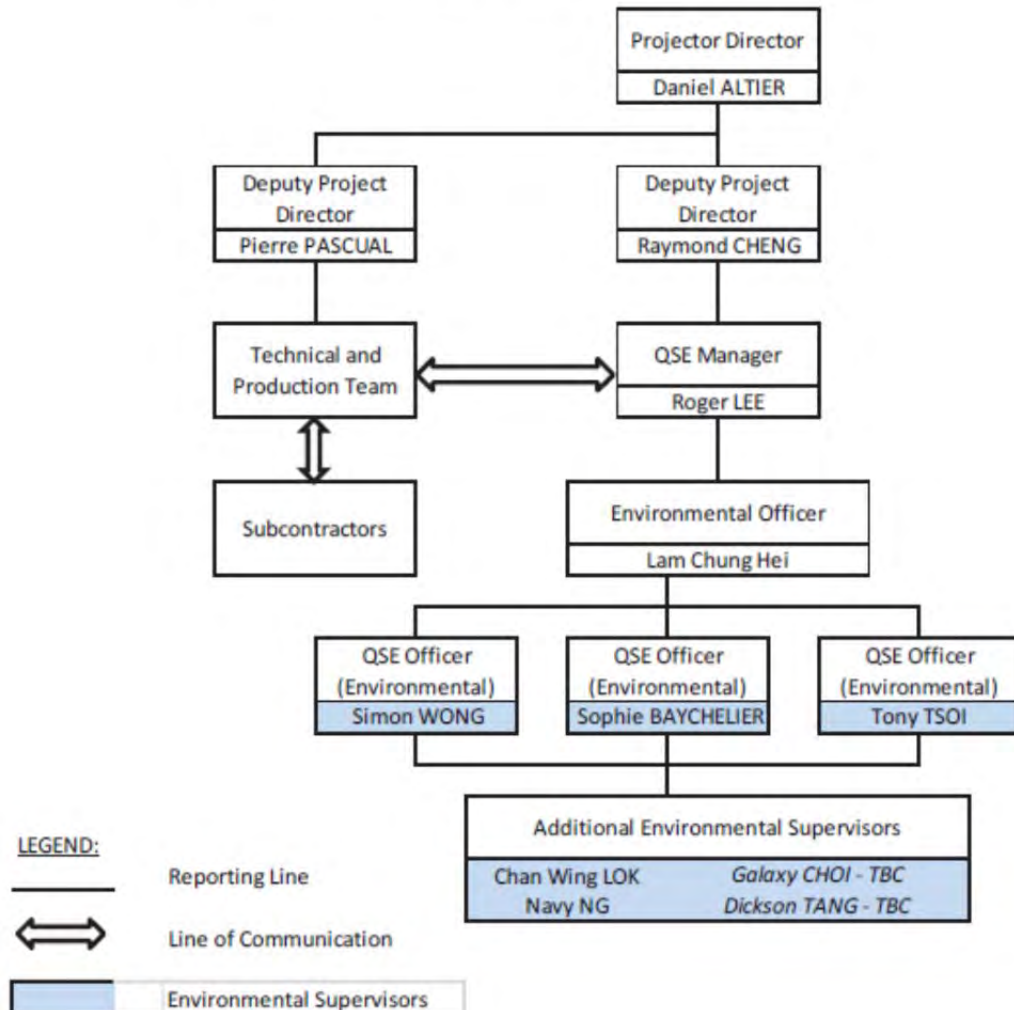 Projector Director
Daniel ALTIER
Deputy Project
Director
Pierre PASCUAL
Deputy Project
Director
Raymond CHENG
Technical and
Production Team
QSE Manager
Roger LEE
Subcontractors
Environmental Officer
Lam Chung Hei
QSE Officer
(Environmental)
Simon WONG
QSE Officer
(Environmental)
Sophie BAYCHELIER
QSE Officer
(Environmental)
Tony TSOI
Additional Environmental Supervisors
Chan Wing LOK
Galaxy CHOI - TBC
Navy NG
Dickson TANG - TBC
LEGEND:
Reporting Line
Line of Communication
Environmental Supervisors